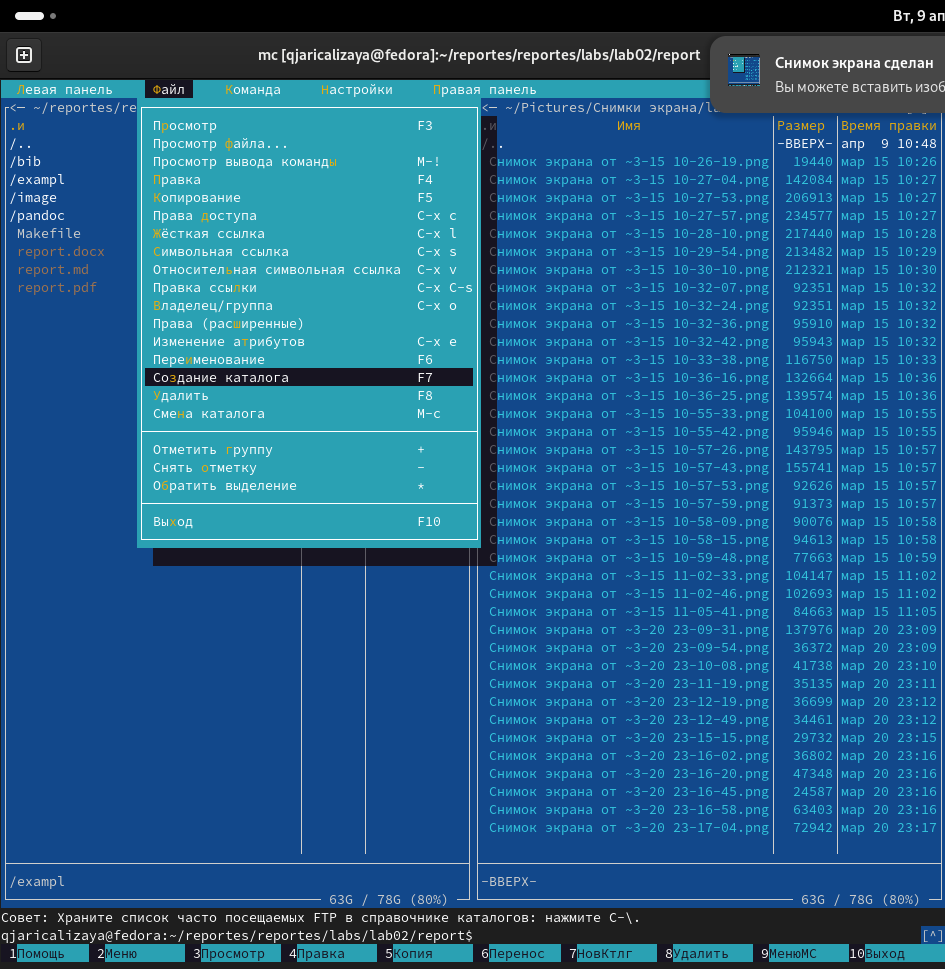 Вт, 9 ап
mc [qjaricalizaya@fedora]:~/reportes/reportes/labs/lab02/report
Снимок экрана сделан
Вы можете вставить изоб
Левая панель Файл Команда Настройки Правая панель
<— ~/reportes/re
.и
/..
/bib
/exampl
/image
/pandoc
Makefile
report.docx
report.md
report.pdf
Просмотр F3
Просмотр файла...
Просмотр вывода команды M-!
Правка F4
Копирование F5
Права доступа C-x c
Жёсткая ссылка C-x l
Символьная ссылка C-x s
Относительная символьная ссылка C-x v
Правка ссылки C-x C-s
Владелец/группа C-x o
Права (расширенные)
Изменение атрибутов C-x e
Переименование F6
Создание каталога F7
Удалить F8
Смена каталога M-c
Отметить группу +
Снять отметку -
Обратить выделение *
Выход F10
<— ~/Pictures/Снимки экрана/l
.и Имя Размер Время правки
/.. -ВВЕРХ- апр 9 10:48
Снимок экрана от ~3-15 10-26-19.png 19440 мар 15 10:26
Снимок экрана от ~3-15 10-27-04.png 142084 мар 15 10:27
Снимок экрана от ~3-15 10-27-53.png 206913 мар 15 10:27
Снимок экрана от ~3-15 10-27-57.png 234577 мар 15 10:27
Снимок экрана от ~3-15 10-28-10.png 217440 мар 15 10:28
Снимок экрана от ~3-15 10-29-54.png 213482 мар 15 10:29
Снимок экрана от ~3-15 10-30-10.png 212321 мар 15 10:30
Снимок экрана от ~3-15 10-32-07.png 92351 мар 15 10:32
Снимок экрана от ~3-15 10-32-24.png 92351 мар 15 10:32
Снимок экрана от ~3-15 10-32-36.png 95910 мар 15 10:32
Снимок экрана от ~3-15 10-32-42.png 95943 мар 15 10:32
Снимок экрана от ~3-15 10-33-38.png 116750 мар 15 10:33
Снимок экрана от ~3-15 10-36-16.png 132664 мар 15 10:36
Снимок экрана от ~3-15 10-36-25.png 139574 мар 15 10:36
Снимок экрана от ~3-15 10-55-33.png 104100 мар 15 10:55
Снимок экрана от ~3-15 10-55-42.png 95946 мар 15 10:55
Снимок экрана от ~3-15 10-57-26.png 143795 мар 15 10:57
Снимок экрана от ~3-15 10-57-43.png 155741 мар 15 10:57
Снимок экрана от ~3-15 10-57-53.png 92626 мар 15 10:57
Снимок экрана от ~3-15 10-57-59.png 91373 мар 15 10:57
Снимок экрана от ~3-15 10-58-09.png 90076 мар 15 10:58
Снимок экрана от ~3-15 10-58-15.png 94613 мар 15 10:58
Снимок экрана от ~3-15 10-59-48.png 77663 мар 15 10:59
Снимок экрана от ~3-15 11-02-33.png 104147 мар 15 11:02
Снимок экрана от ~3-15 11-02-46.png 102693 мар 15 11:02
Снимок экрана от ~3-15 11-05-41.png 84663 мар 15 11:05
Снимок экрана от ~3-20 23-09-31.png 137976 мар 20 23:09
Снимок экрана от ~3-20 23-09-54.png 36372 мар 20 23:09
Снимок экрана от ~3-20 23-10-08.png 41738 мар 20 23:10
Снимок экрана от ~3-20 23-11-19.png 35135 мар 20 23:11
Снимок экрана от ~3-20 23-12-19.png 36699 мар 20 23:12
Снимок экрана от ~3-20 23-12-49.png 34461 мар 20 23:12
Снимок экрана от ~3-20 23-15-15.png 29732 мар 20 23:15
Снимок экрана от ~3-20 23-16-02.png 36802 мар 20 23:16
Снимок экрана от ~3-20 23-16-20.png 47348 мар 20 23:16
Снимок экрана от ~3-20 23-16-45.png 24587 мар 20 23:16
Снимок экрана от ~3-20 23-16-58.png 63403 мар 20 23:16
Снимок экрана от ~3-20 23-17-04.png 72942 мар 20 23:17
/exampl -ВВЕРХ-
63G / 78G (80%) 63G / 78G (80%)
Совет: Храните список часто посещаемых FTP в справочнике каталогов: нажмите C-\.
qjaricalizaya@fedora:~/reportes/reportes/labs/lab02/report$ [^]
1Помощь 2Меню 3Просмотр 4Правка 5Копия 6Перенос 7НовКтлг 8Удалить 9МенюМС 10Выход